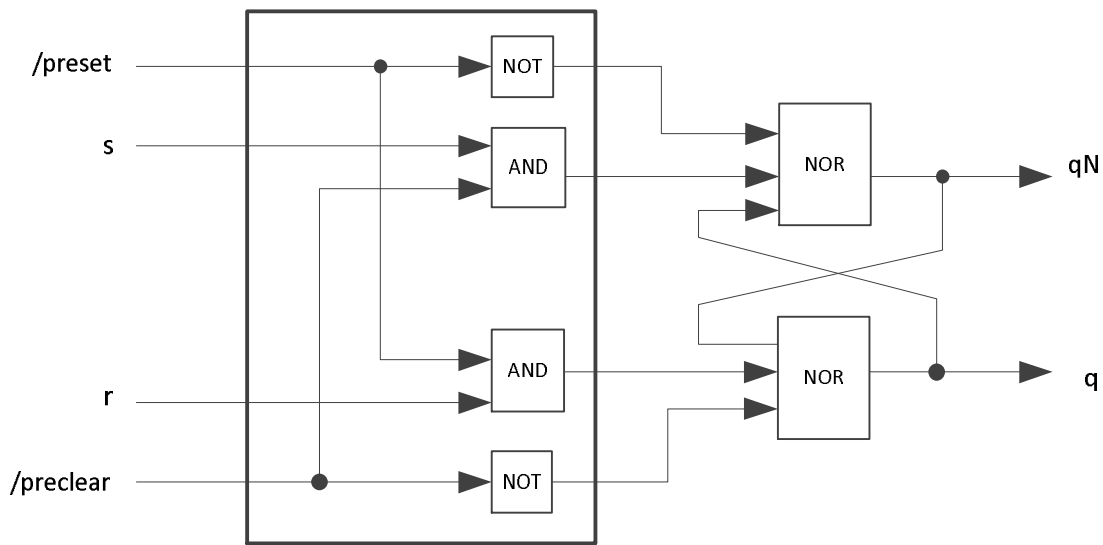 /preset
NOT
s
AND
NOR
qN
AND
NOR
q
r
/preclear
NOT